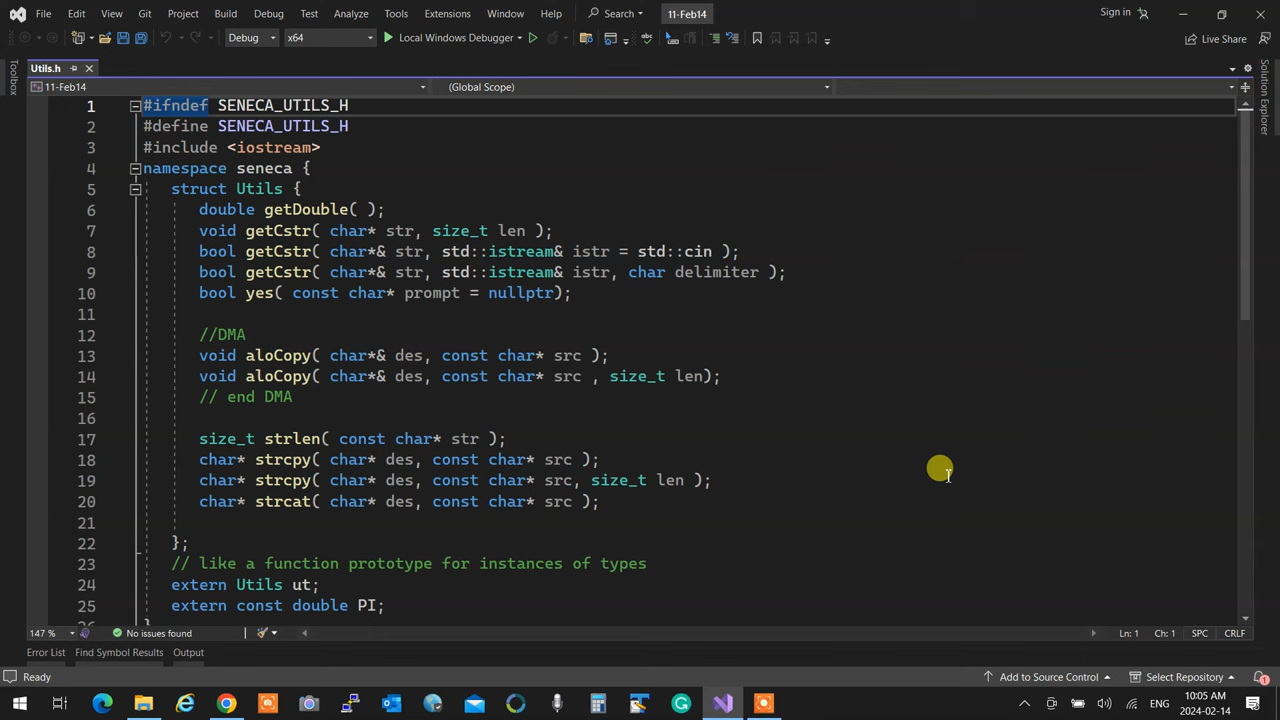 File Edit View Git Project Build Debug Test Analyze Tools Extensions Window Help Search 11-Feb14 Sign in
Debug x64 Local Windows Debugger Live Share
Toolbox
Utils.h
Solution Explorer
11-Feb14 (Global Scope)
1 #ifndef SENECA_UTILS_H
2 #define SENECA_UTILS_H
3 #include <iostream>
4 namespace seneca {
5 struct Utils {
6 double getDouble( );
7 void getCstr( char* str, size_t len );
8 bool getCstr( char*& str, std::istream& istr = std::cin );
9 bool getCstr( char*& str, std::istream& istr, char delimiter );
10 bool yes( const char* prompt = nullptr);
11
12 //DMA
13 void aloCopy( char*& des, const char* src );
14 void aloCopy( char*& des, const char* src , size_t len);
15 // end DMA
16
17 size_t strlen( const char* str );
18 char* strcpy( char* des, const char* src );
19 char* strcpy( char* des, const char* src, size_t len );
20 char* strcat( char* des, const char* src );
21
22 };
23 // like a function prototype for instances of types
24 extern Utils ut;
25 extern const double PI;
26 }
147 % No issues found Ln: 1 Ch: 1 SPC CRLF
Error List Find Symbol Results Output
Ready Add to Source Control Select Repository 1
ENG 10:05 AM
2024-02-14